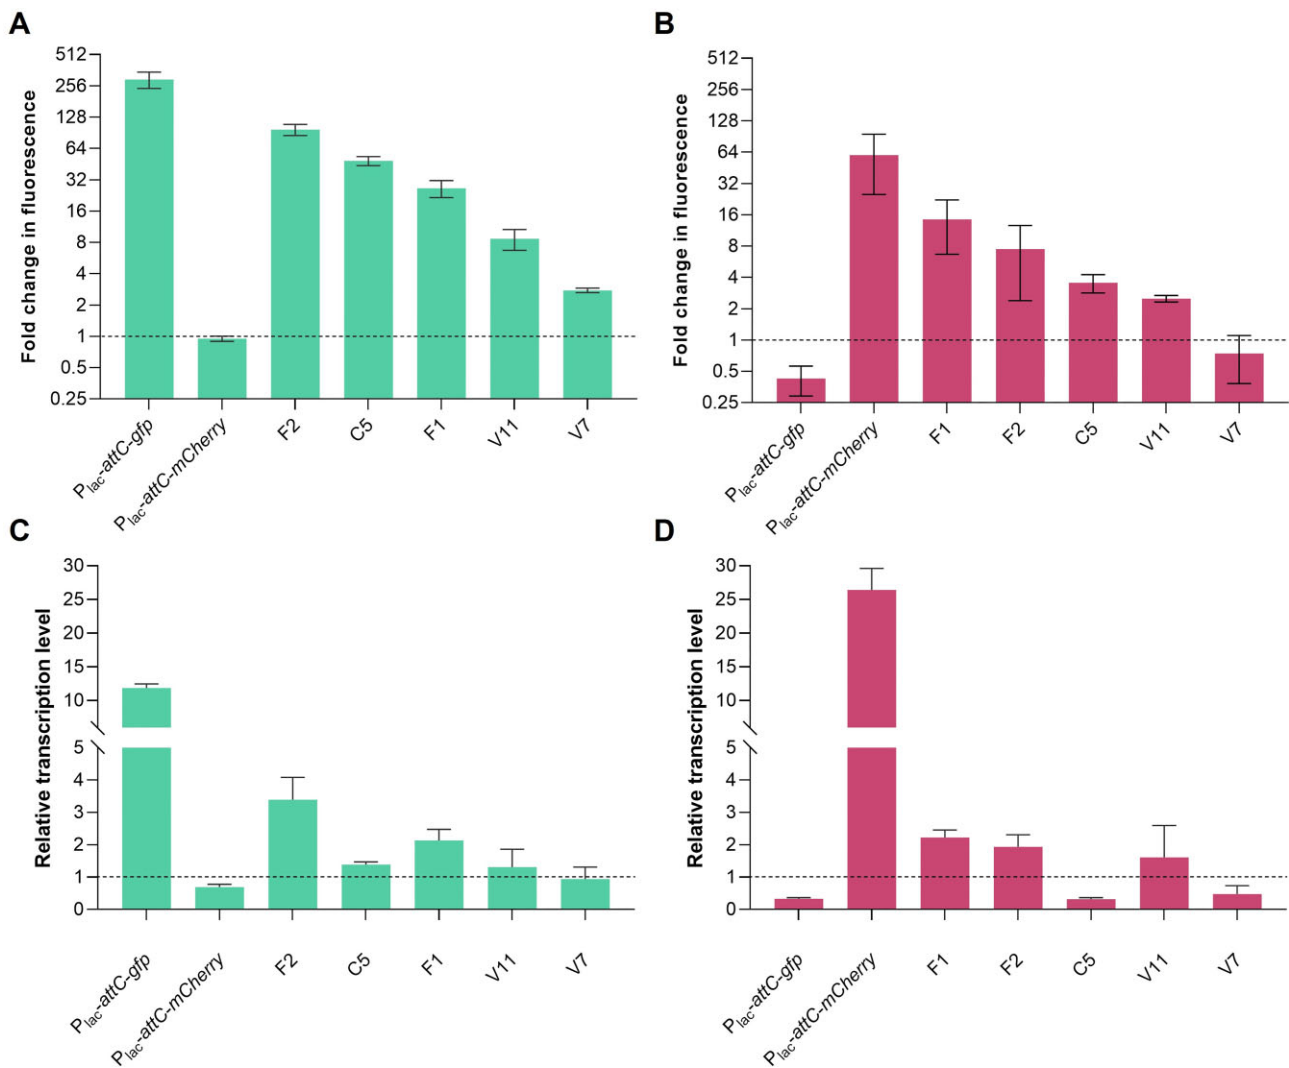 A
Fold change in fluorescence
512
256
128
64
32
16
8
4
2
1
0.5
0.25
Plac-attC-gfp
Plac-attC-mCherry
F2
C5
F1
V11
V7
B
Fold change in fluorescence
512
256
128
64
32
16
8
4
2
1
0.5
0.25
Plac-attC-gfp
Plac-attC-mCherry
F1
F2
C5
V11
V7
C
Relative transcription level
30
25
20
15
10
5
4
3
2
1
0
Plac-attC-gfp
Plac-attC-mCherry
F2
C5
F1
V11
V7
D
Relative transcription level
30
25
20
15
10
5
4
3
2
1
0
Plac-attC-gfp
Plac-attC-mCherry
F1
F2
C5
V11
V7